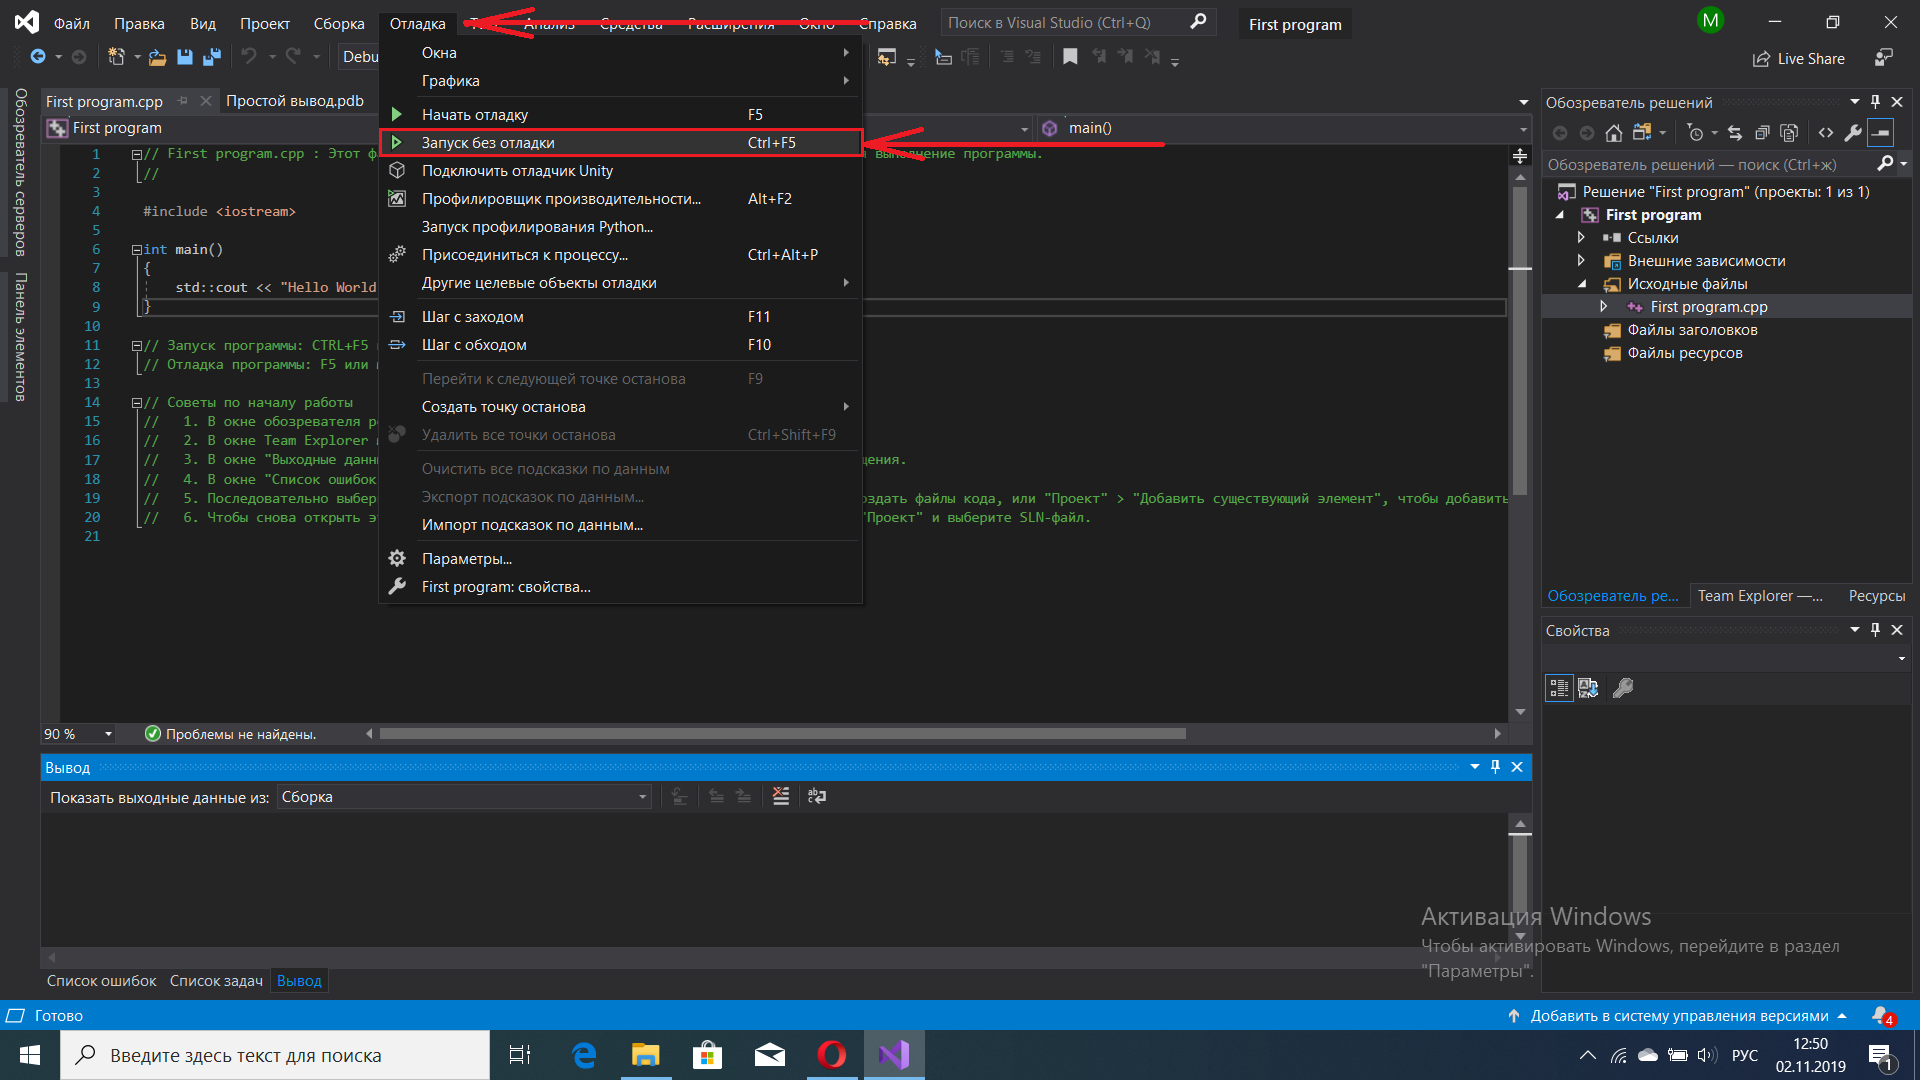 Файл Правка Вид Проект Сборка Отладка Анализ Средства Расширения Окно Справка Поиск в Visual Studio (Ctrl+Q) First program M
Debu
Live Share
Окна
Графика
Начать отладку F5
Запуск без отладки Ctrl+F5
Подключить отладчик Unity
Профилировщик производительности... Alt+F2
Запуск профилирования Python...
Присоединиться к процессу... Ctrl+Alt+P
Другие целевые объекты отладки
Шаг с заходом F11
Шаг с обходом F10
Перейти к следующей точке останова F9
Создать точку останова
Удалить все точки останова Ctrl+Shift+F9
Очистить все подсказки по данным
Экспорт подсказок по данным...
Импорт подсказок по данным...
Параметры...
First program: свойства...
Обозреватель серверов
Панель элементов
First program.cpp Простой вывод.pdb
First program main()
1 // First program.cpp : Этот ф выполнение программы.
2 //
3
4 #include <iostream>
5
6 int main()
7 {
8 std::cout << "Hello World
9 }
10
11 // Запуск программы: CTRL+F5
12 // Отладка программы: F5 или
13
14 // Советы по началу работы
15 // 1. В окне обозревателя р
16 // 2. В окне Team Explorer
17 // 3. В окне "Выходные данн щения.
18 // 4. В окне "Список ошибок
19 // 5. Последовательно выбер оздать файлы кода, или "Проект" > "Добавить существующий элемент", чтобы добавить
20 // 6. Чтобы снова открыть э "Проект" и выберите SLN-файл.
21
90 % Проблемы не найдены.
Вывод
Показать выходные данные из: Сборка
Список ошибок Список задач Вывод
Обозреватель решений
Обозреватель решений — поиск (Ctrl+ж)
Решение "First program" (проекты: 1 из 1)
First program
Ссылки
Внешние зависимости
Исходные файлы
First program.cpp
Файлы заголовков
Файлы ресурсов
Обозреватель ре... Team Explorer —... Ресурсы
Свойства
Активация Windows
Чтобы активировать Windows, перейдите в раздел
"Параметры".
Готово Добавить в систему управления версиями 4
Введите здесь текст для поиска РУС 12:50
02.11.2019 1